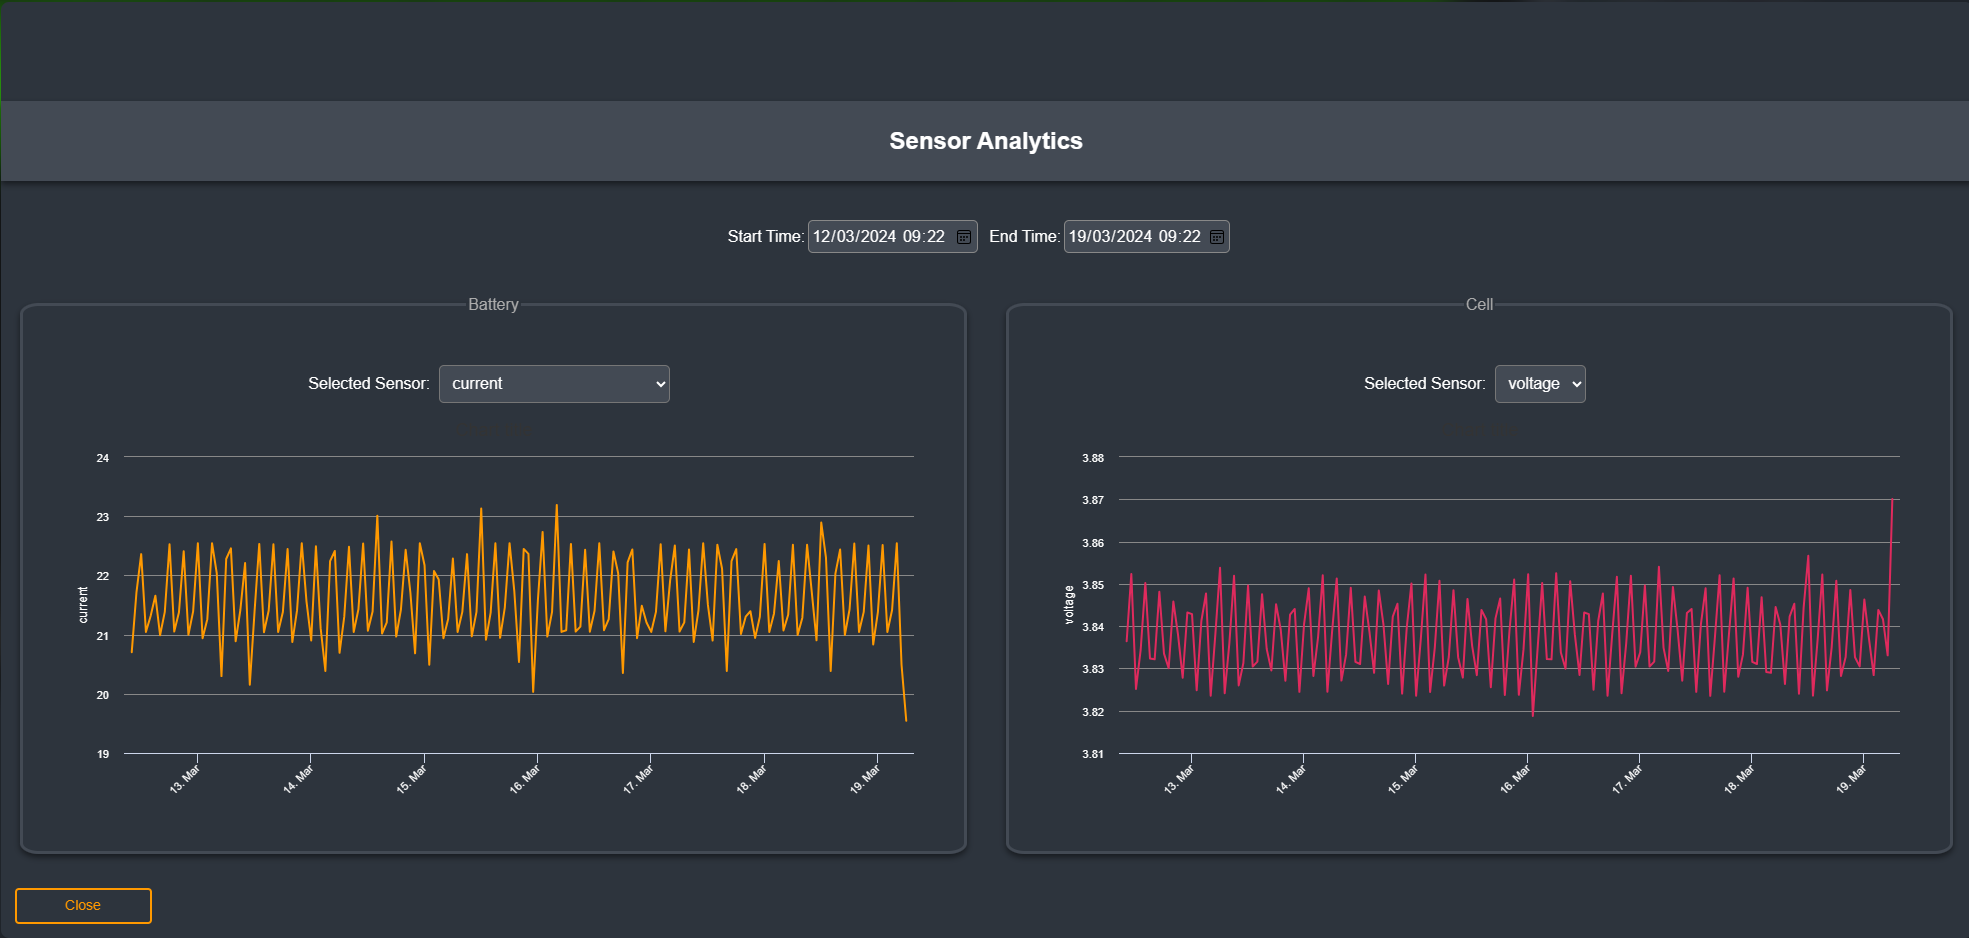 Sensor Analytics
Start Time: 12/03/2024 09:22 End Time: 19/03/2024 09:22
Battery
Selected Sensor: current
24
23
22
21
20
19
current
13. Mar
14. Mar
15. Mar
16. Mar
17. Mar
18. Mar
19. Mar
Cell
Selected Sensor: voltage
3.88
3.87
3.86
3.85
3.84
3.83
3.82
3.81
voltage
13. Mar
14. Mar
15. Mar
16. Mar
17. Mar
18. Mar
19. Mar
Close